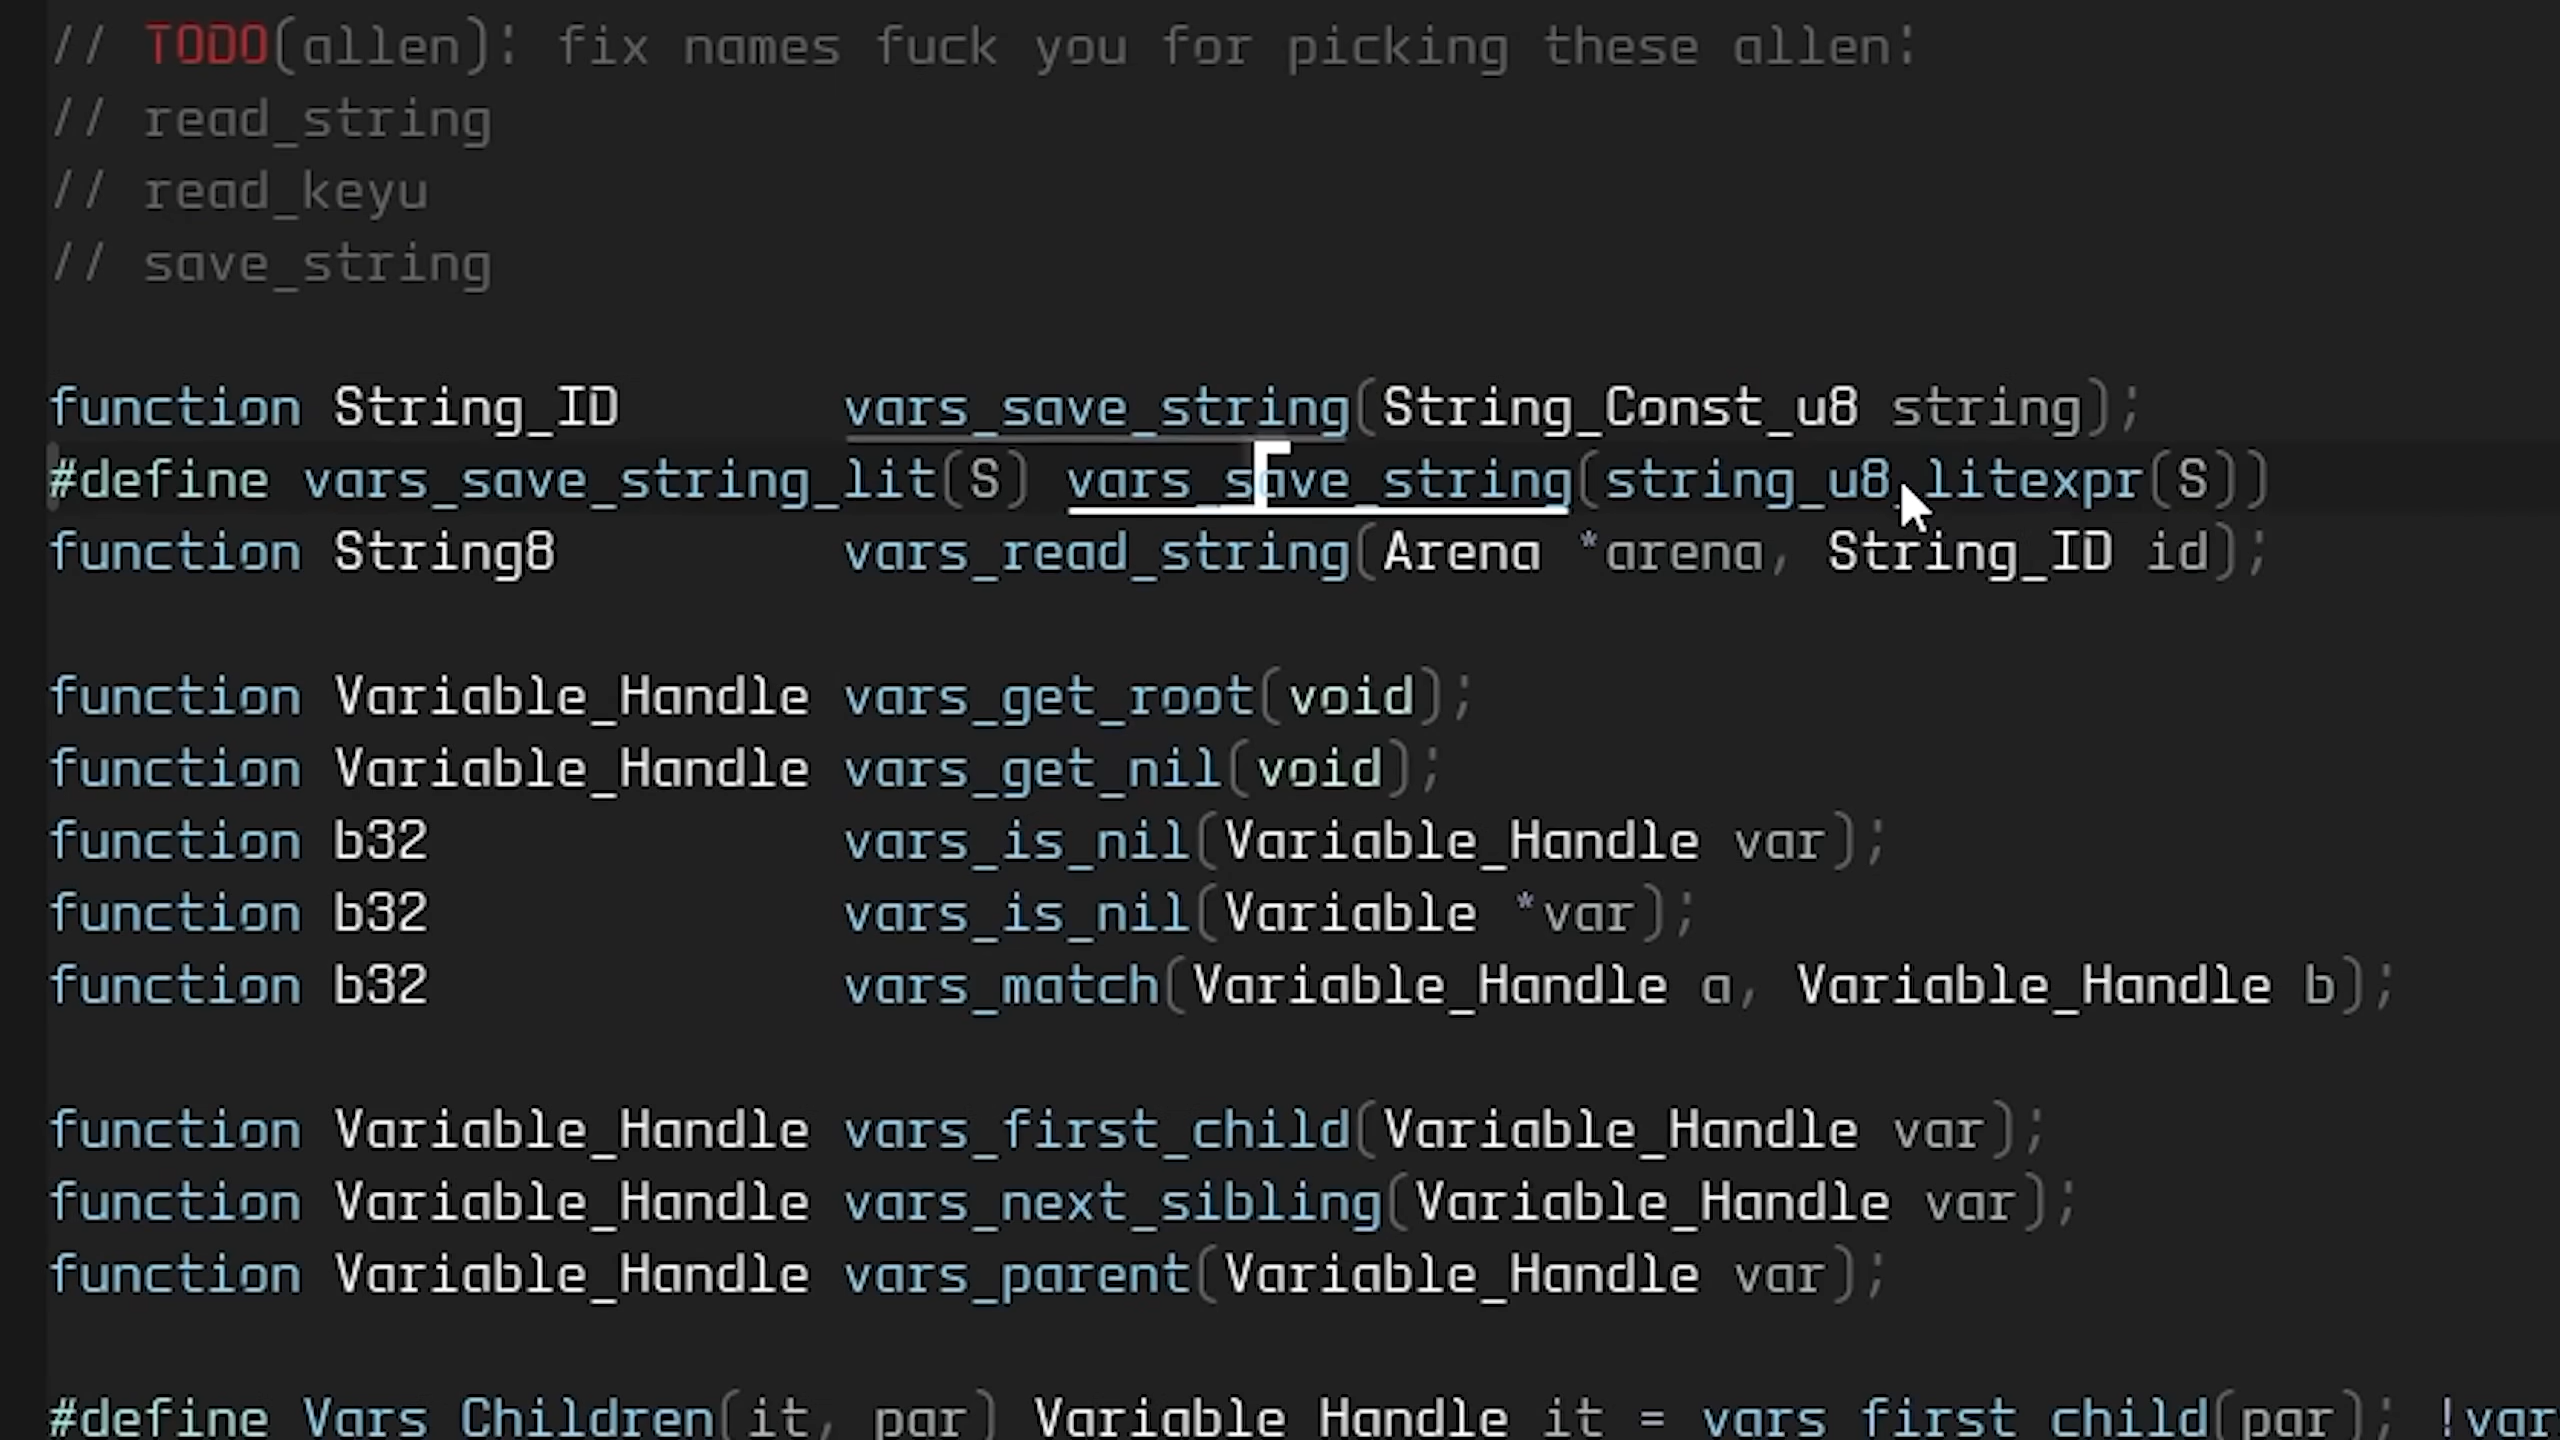 // TODO(allen): fix names fuck you for picking these allen:
// read_string
// read_keyu
// save_string
function String_ID       vars_save_string(String_Const_u8 string);
#define vars_save_string_lit(S) vars_save_string(string_u8_litexpr(S))
function String8         vars_read_string(Arena *arena, String_ID id);
function Variable_Handle vars_get_root(void);
function Variable_Handle vars_get_nil(void);
function b32             vars_is_nil(Variable_Handle var);
function b32             vars_is_nil(Variable *var);
function b32             vars_match(Variable_Handle a, Variable_Handle b);
function Variable_Handle vars_first_child(Variable_Handle var);
function Variable_Handle vars_next_sibling(Variable_Handle var);
function Variable_Handle vars_parent(Variable_Handle var);
#define Vars_Children(it, par) Variable_Handle it = vars_first_child(par); !var